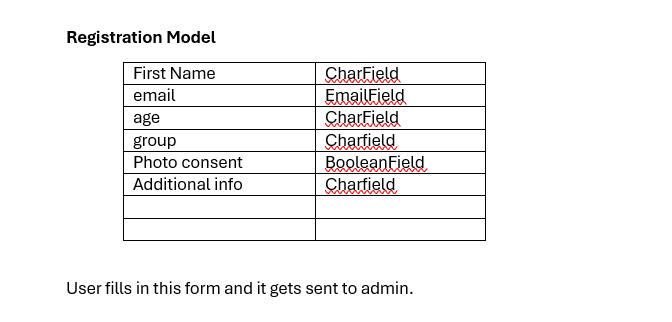 Registration Model
First Name CharField
email EmailField
age CharField
group Charfield
Photo consent BooleanField
Additional info Charfield
User fills in this form and it gets sent to admin.